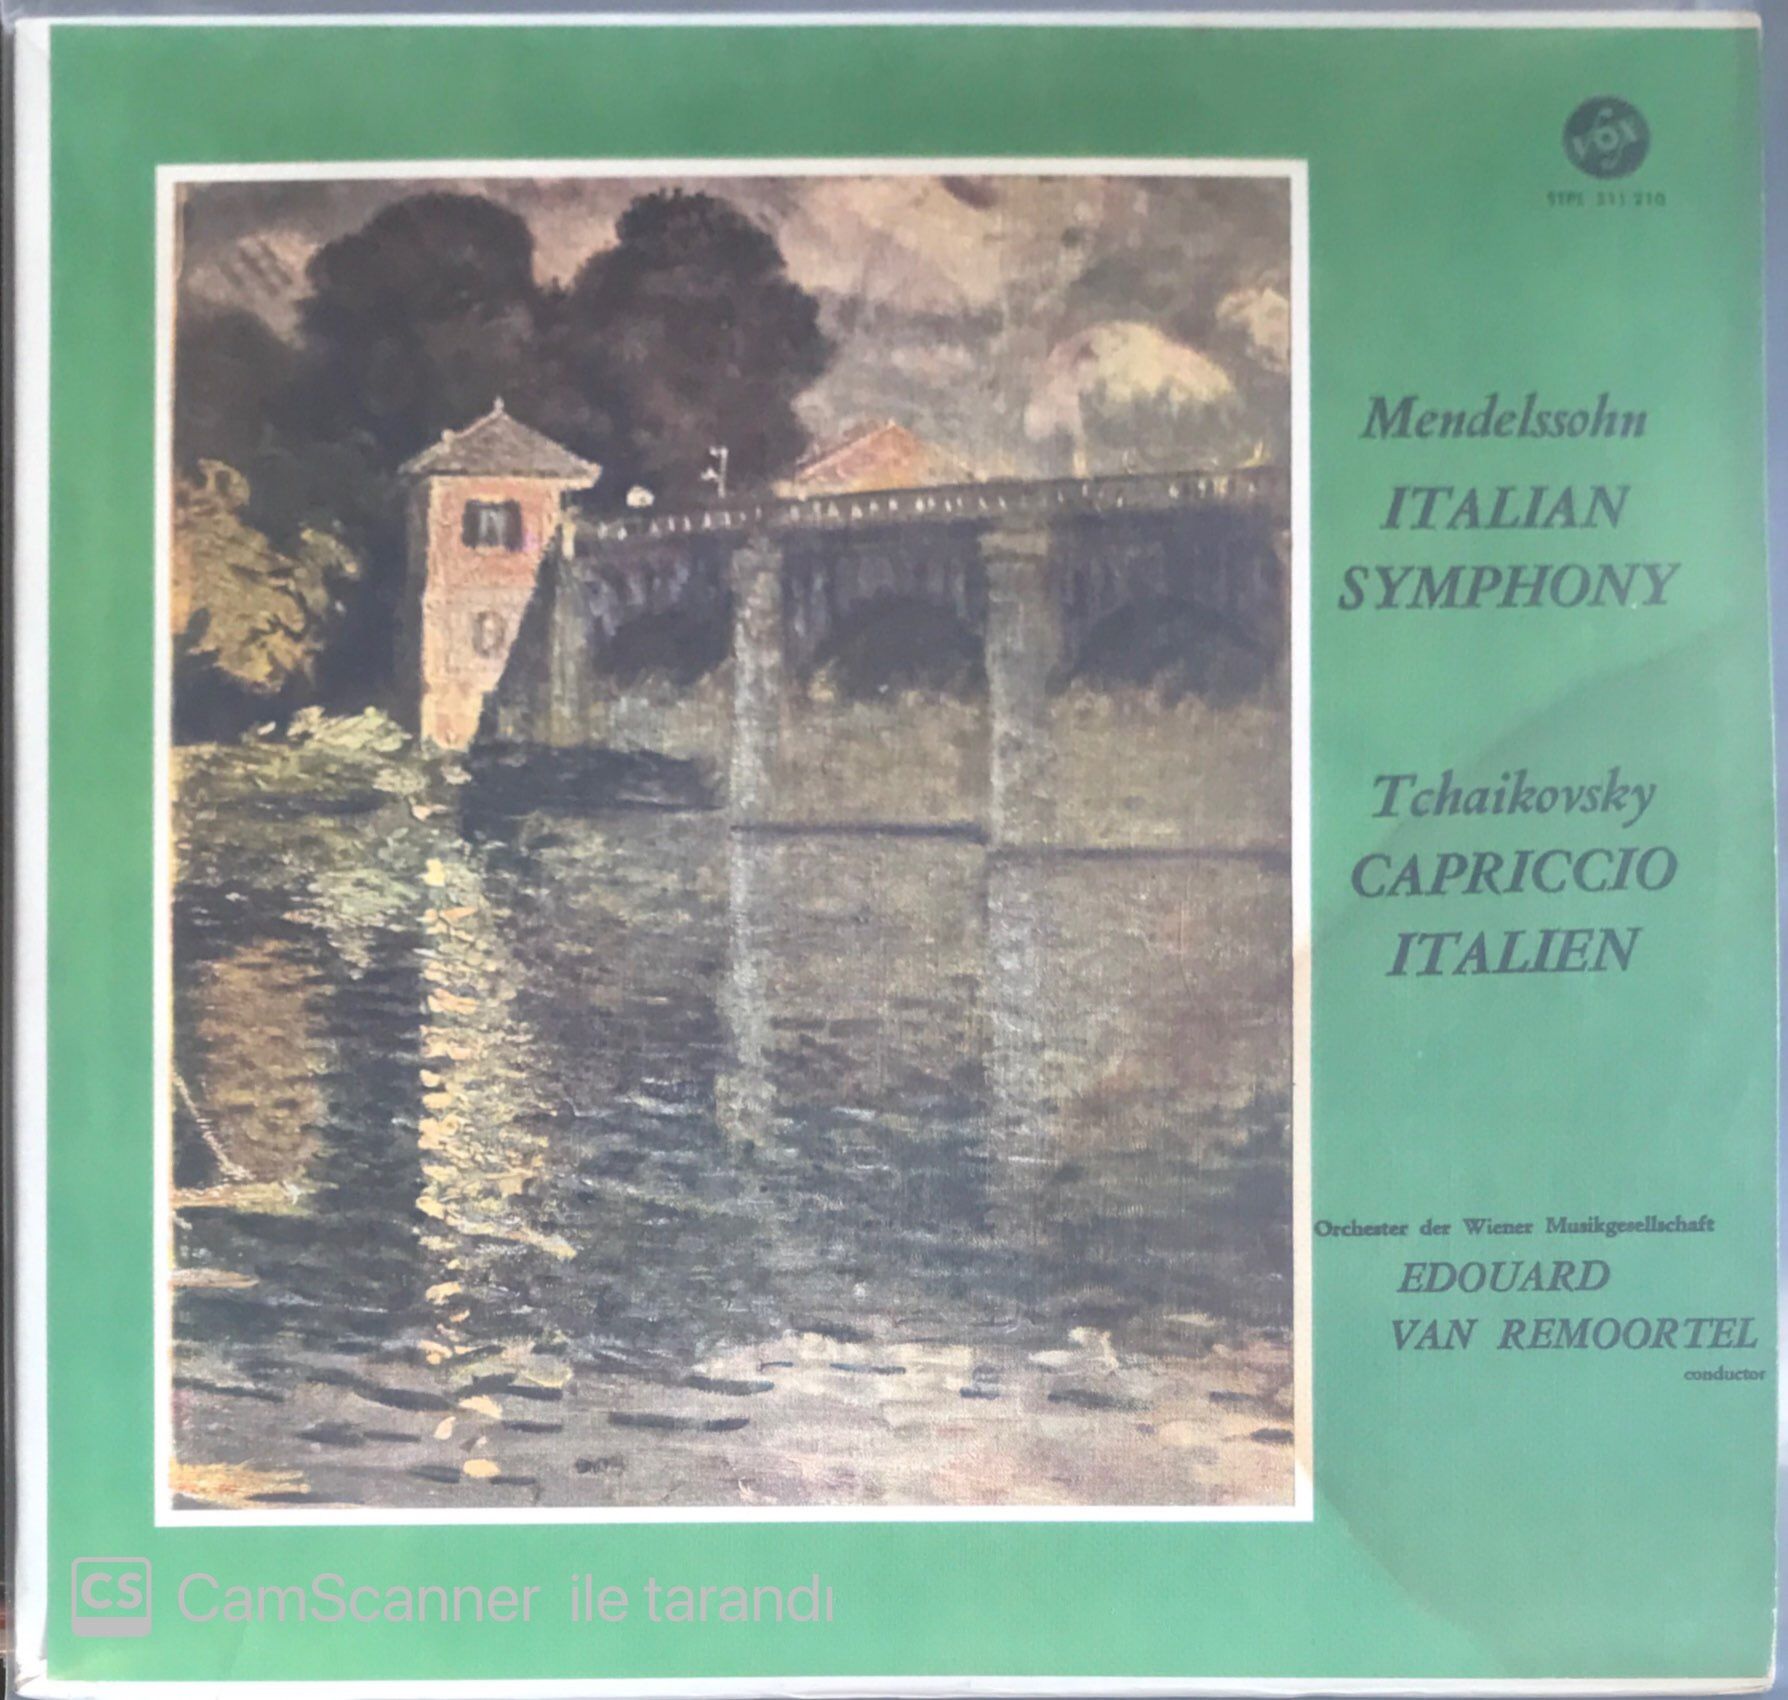 VOX
STPL 511 210
Mendelssohn
ITALIAN
SYMPHONY
Tchaikovsky
CAPRICCIO
ITALIEN
Orchester der Wiener Musikgesellschaft
EDOUARD
VAN REMOORTEL
conductor
CS CamScanner ile tarandı